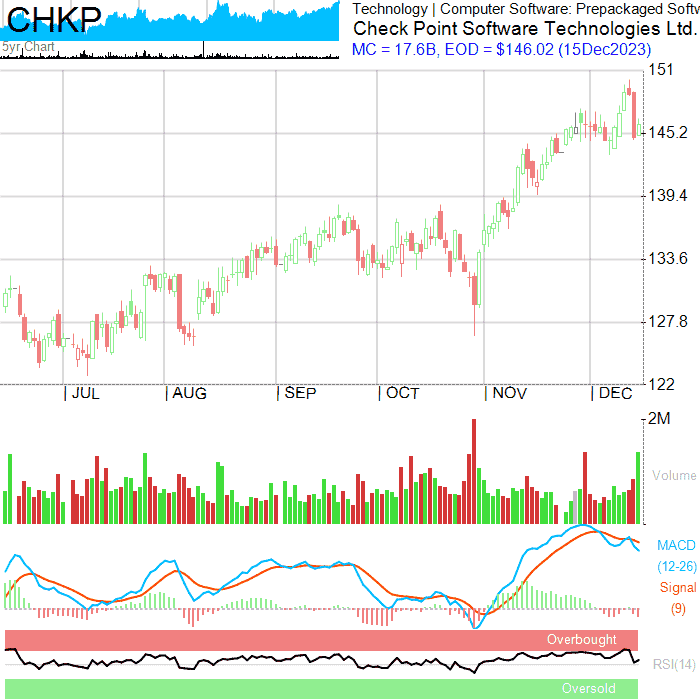 CHKP
5yr Chart
Technology | Computer Software: Prepackaged Softw
Check Point Software Technologies Ltd.
MC = 17.6B, EOD = $146.02 (15Dec2023)
151
145.2
139.4
133.6
127.8
122
| JUL | AUG | SEP | OCT | NOV | DEC
2M
Volume
MACD
(12-26)
Signal
(9)
Overbought
RSI(14)
Oversold